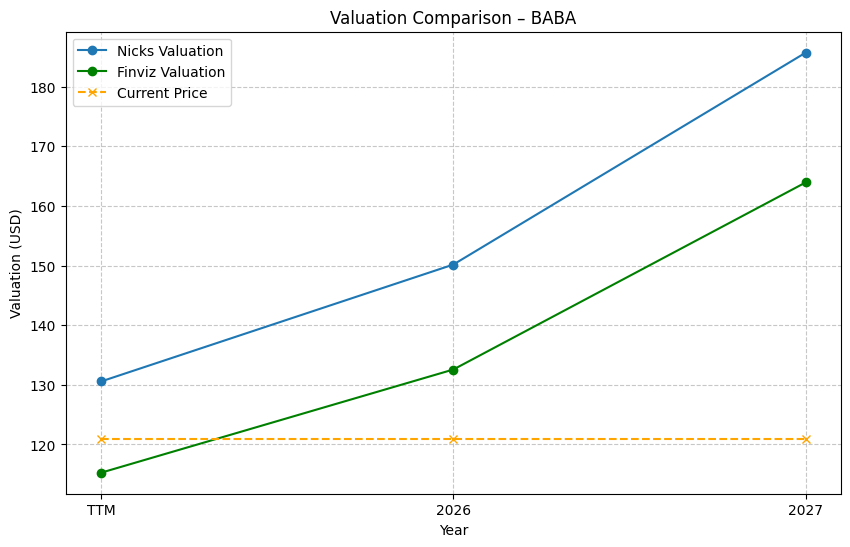 Valuation Comparison – BABA
Nicks Valuation
Finviz Valuation
Current Price
Valuation (USD)
180
170
160
150
140
130
120
TTM
2026
2027
Year